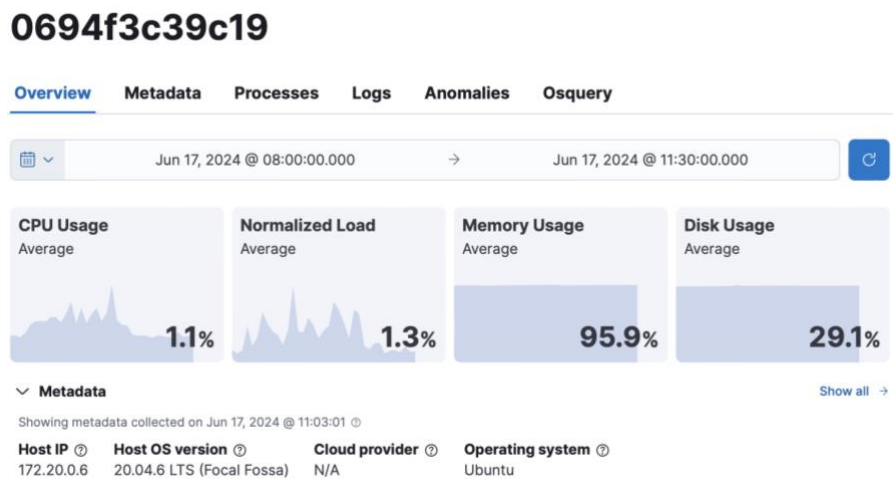 0694f3c39c19
Overview Metadata Processes Logs Anomalies Osquery
Jun 17, 2024 @ 08:00:00.000 → Jun 17, 2024 @ 11:30:00.000
CPU Usage
Average
1.1%
Normalized Load
Average
1.3%
Memory Usage
Average
95.9%
Disk Usage
Average
29.1%
Metadata
Show all →
Showing metadata collected on Jun 17, 2024 @ 11:03:01
Host IP Host OS version Cloud provider Operating system
172.20.0.6 20.04.6 LTS (Focal Fossa) N/A Ubuntu